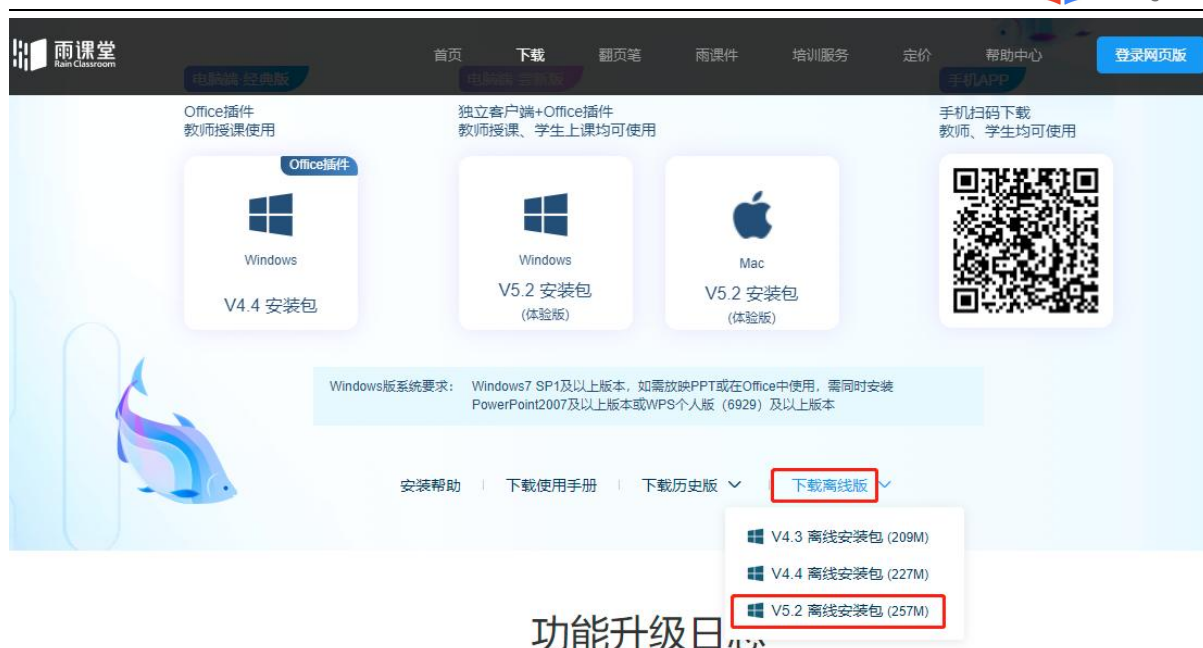 雨课堂
Rain Classroom
首页 下载 翻页笔 雨课件 培训服务 定价 帮助中心 登录网页版
电脑端-经典版
手机APP
Office插件
教师授课使用
独立客户端+Office插件
教师授课、学生上课均可使用
手机扫码下载
教师、学生均可使用
Office插件
Windows
V4.4 安装包
Windows
V5.2 安装包
(体验版)
Mac
V5.2 安装包
(体验版)
Windows版系统要求： Windows7 SP1及以上版本，如需放映PPT或在Office中使用，需同时安装
PowerPoint2007及以上版本或WPS个人版（6929）及以上版本
安装帮助 下载使用手册 下载历史版 下载离线版
V4.3 离线安装包 (209M)
V4.4 离线安装包 (227M)
V5.2 离线安装包 (257M)
功能升级日志